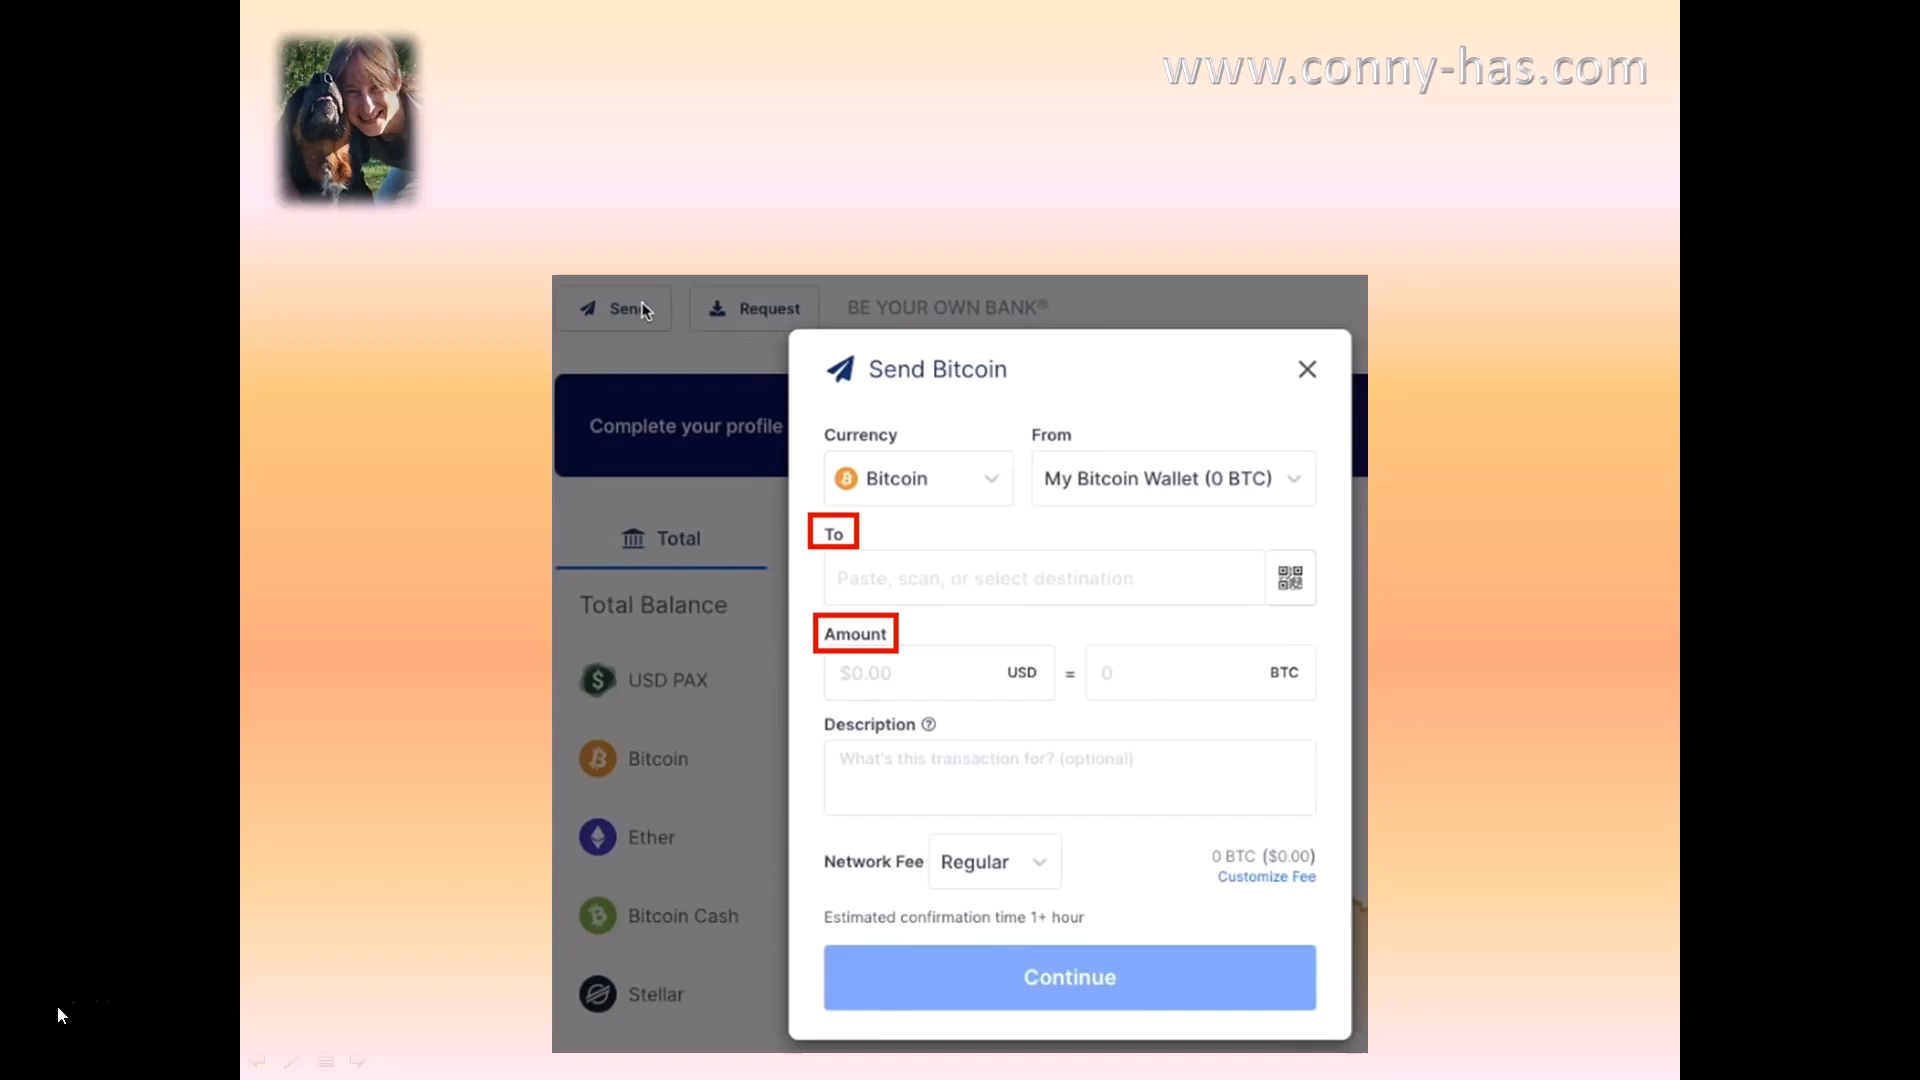 www.conny-has.com
Send
Request
BE YOUR OWN BANK®
Send Bitcoin
Complete your profile
Currency
From
Bitcoin
My Bitcoin Wallet (0 BTC)
To
Paste, scan, or select destination
Total
Total Balance
Amount
$0.00 USD = 0 BTC
USD PAX
Description
What's this transaction for? (optional)
Bitcoin
Ether
Network Fee
Regular
0 BTC ($0.00)
Customize Fee
Bitcoin Cash
Estimated confirmation time 1+ hour
Continue
Stellar